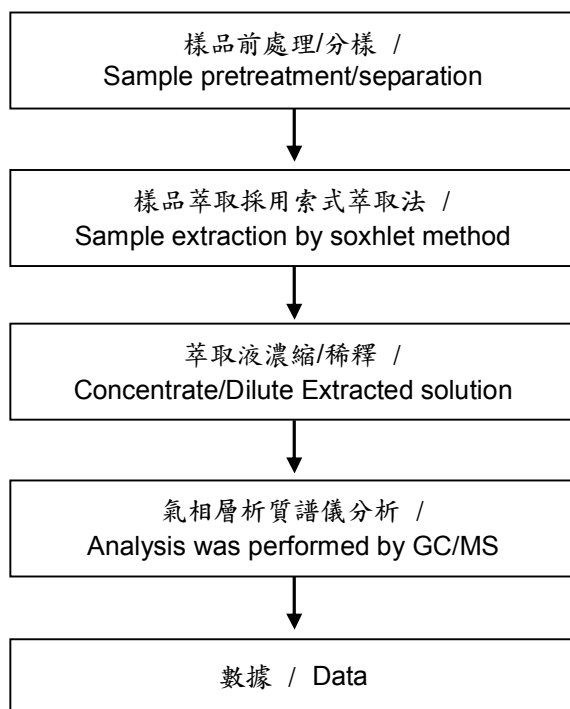 樣品前處理/分樣 /
Sample pretreatment/separation
樣品萃取採用索式萃取法 /
Sample extraction by soxhlet method
萃取液濃縮/稀釋 /
Concentrate/Dilute Extracted solution
氣相層析質譜儀分析 /
Analysis was performed by GC/MS
數據 / Data